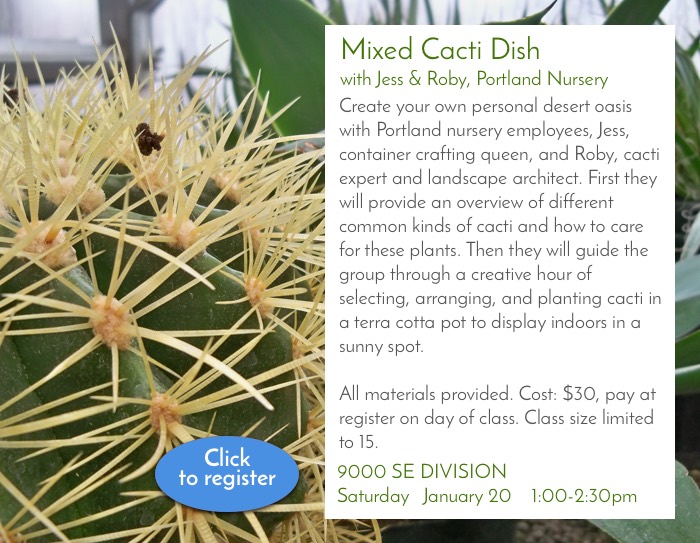 Mixed Cacti Dish
with Jess & Roby, Portland Nursery
Create your own personal desert oasis
with Portland nursery employees, Jess,
container crafting queen, and Roby, cacti
expert and landscape architect. First they
will provide an overview of different
common kinds of cacti and how to care
for these plants. Then they will guide the
group through a creative hour of
selecting, arranging, and planting cacti in
a terra cotta pot to display indoors in a
sunny spot.
All materials provided. Cost: $30, pay at
register on day of class. Class size limited
to 15.
9000 SE DIVISION
Saturday January 20 1:00-2:30pm
Click
to register